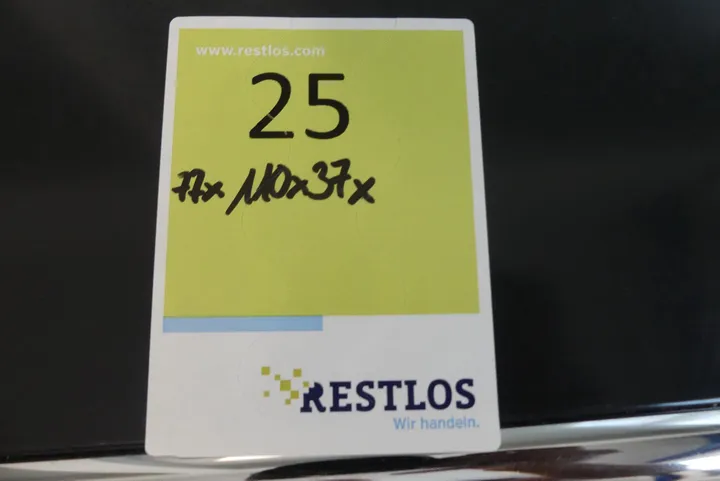 www.restlos.com
25
77x 110x37x
RESTLOS
Wir handeln.